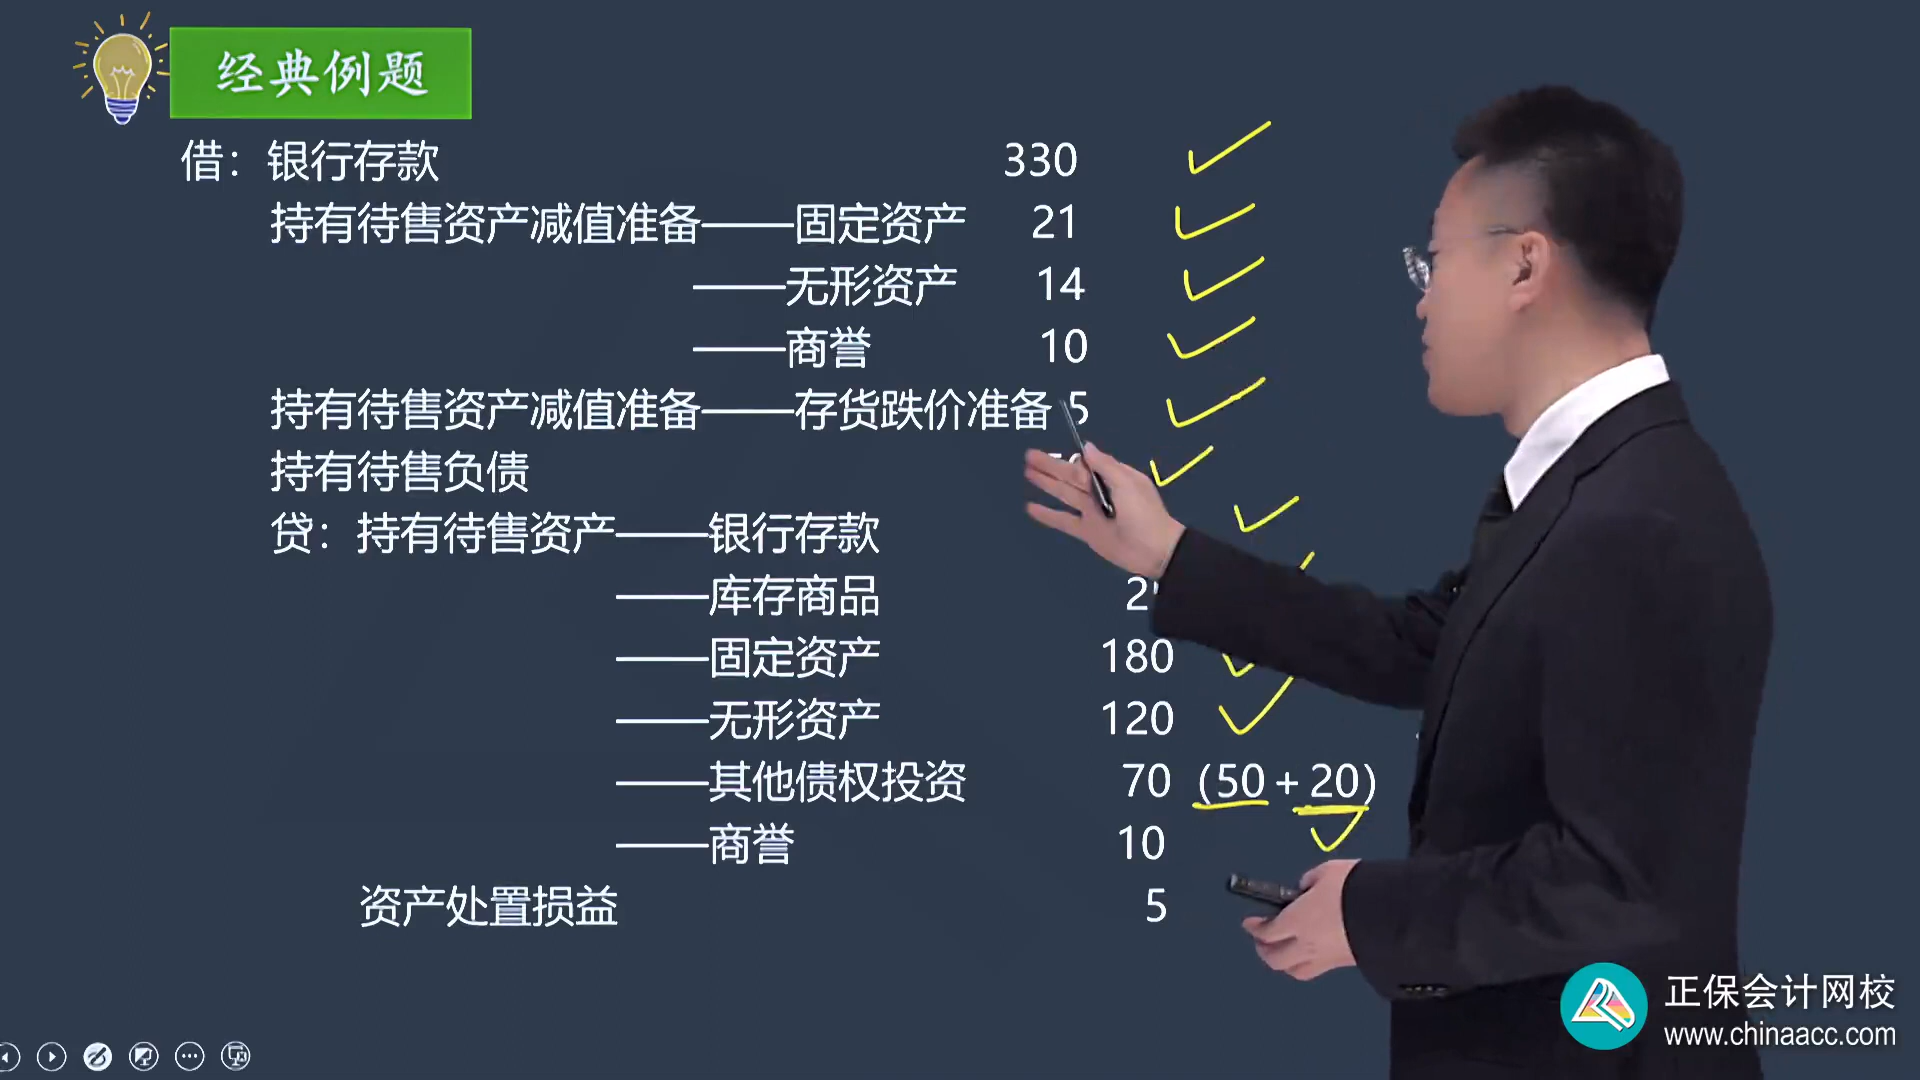 经典例题
借：银行存款 330
持有待售资产减值准备——固定资产 21
——无形资产 14
——商誉 10
持有待售资产减值准备——存货跌价准备 5
持有待售负债
贷：持有待售资产——银行存款
——库存商品
——固定资产 180
——无形资产 120
——其他债权投资 70 (50+20)
——商誉 10
资产处置损益 5
正保会计网校
www.chinaacc.com